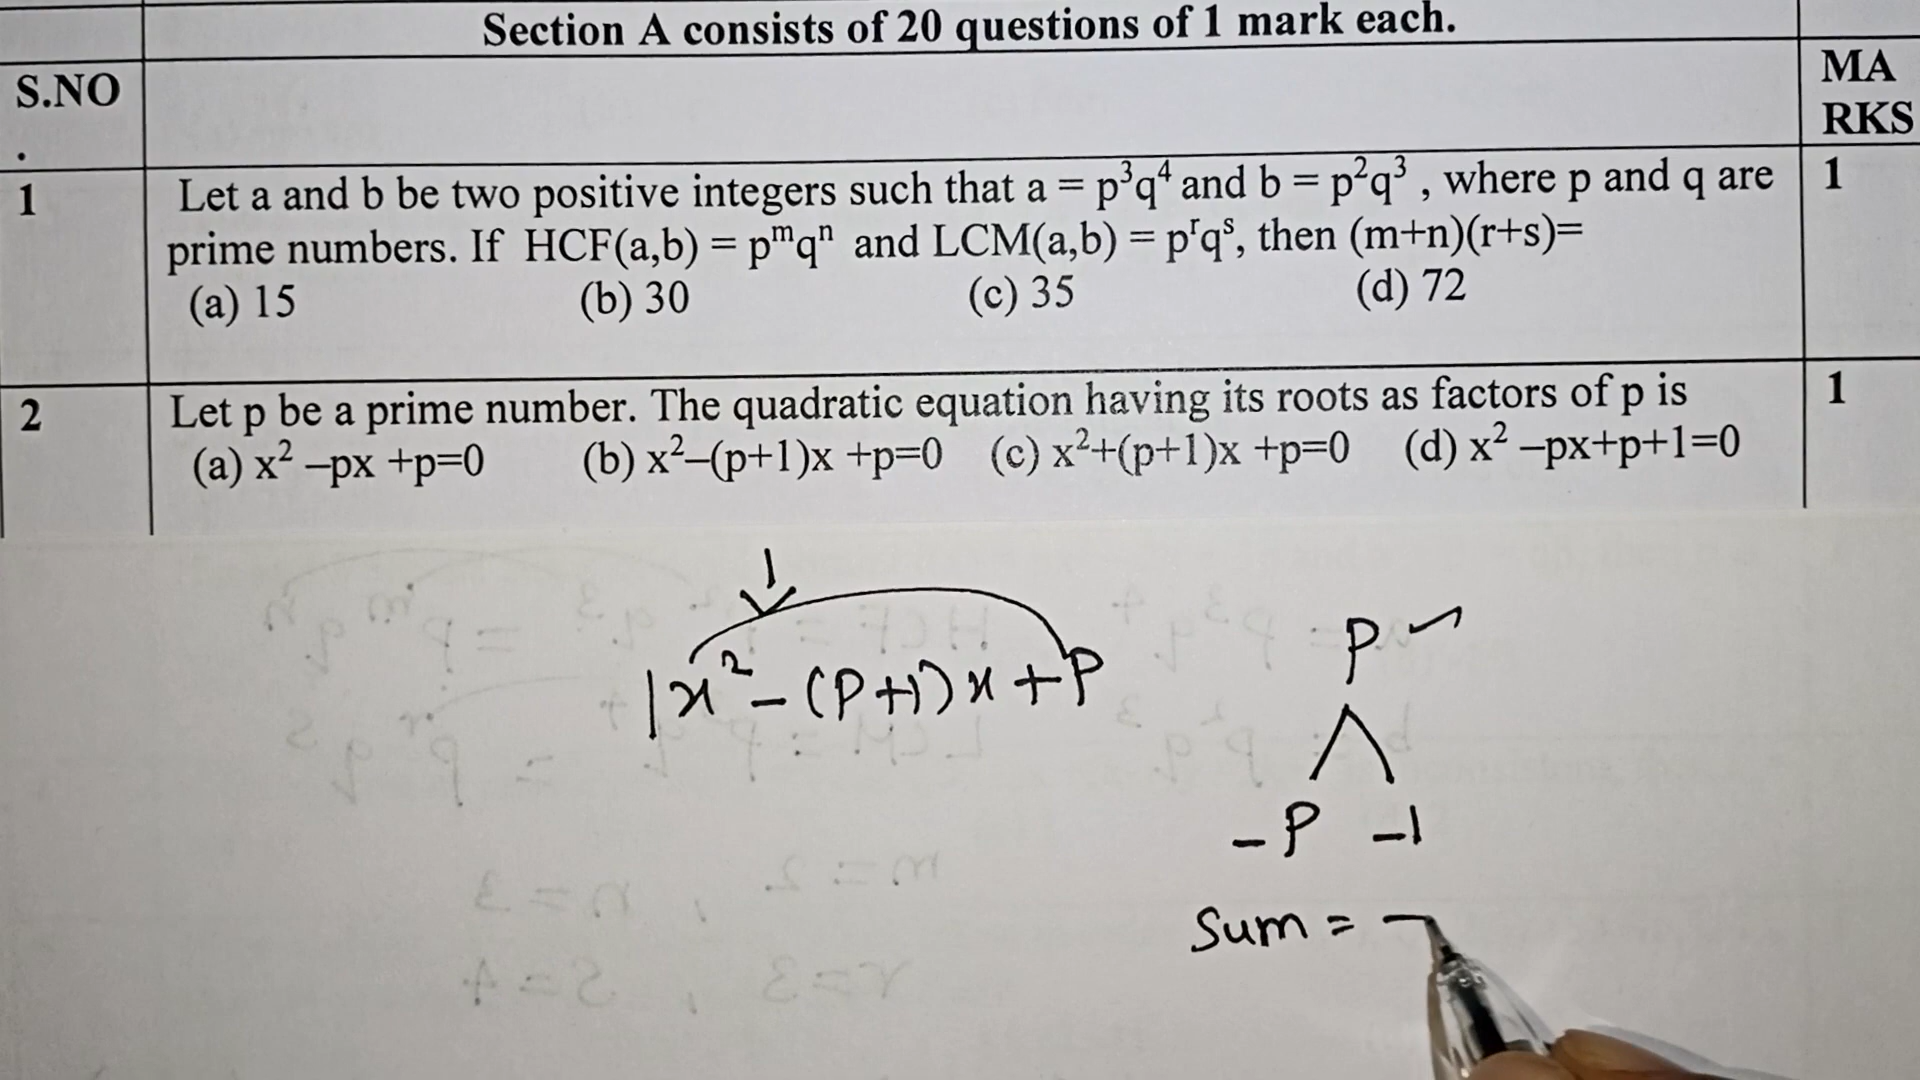 Section A consists of 20 questions of 1 mark each.
S.NO
.
MA
RKS
1
Let a and b be two positive integers such that a = p³q⁴ and b = p²q³ , where p and q are
1
prime numbers. If HCF(a,b) = pᵐqⁿ and LCM(a,b) = pʳqˢ, then (m+n)(r+s)=
(a) 15 (b) 30 (c) 35 (d) 72
2
Let p be a prime number. The quadratic equation having its roots as factors of p is
1
(a) x² –px +p=0 (b) x²–(p+1)x +p=0 (c) x²+(p+1)x +p=0 (d) x² –px+p+1=0
1x² - (P+1)x + P
P
-P -1
Sum = -